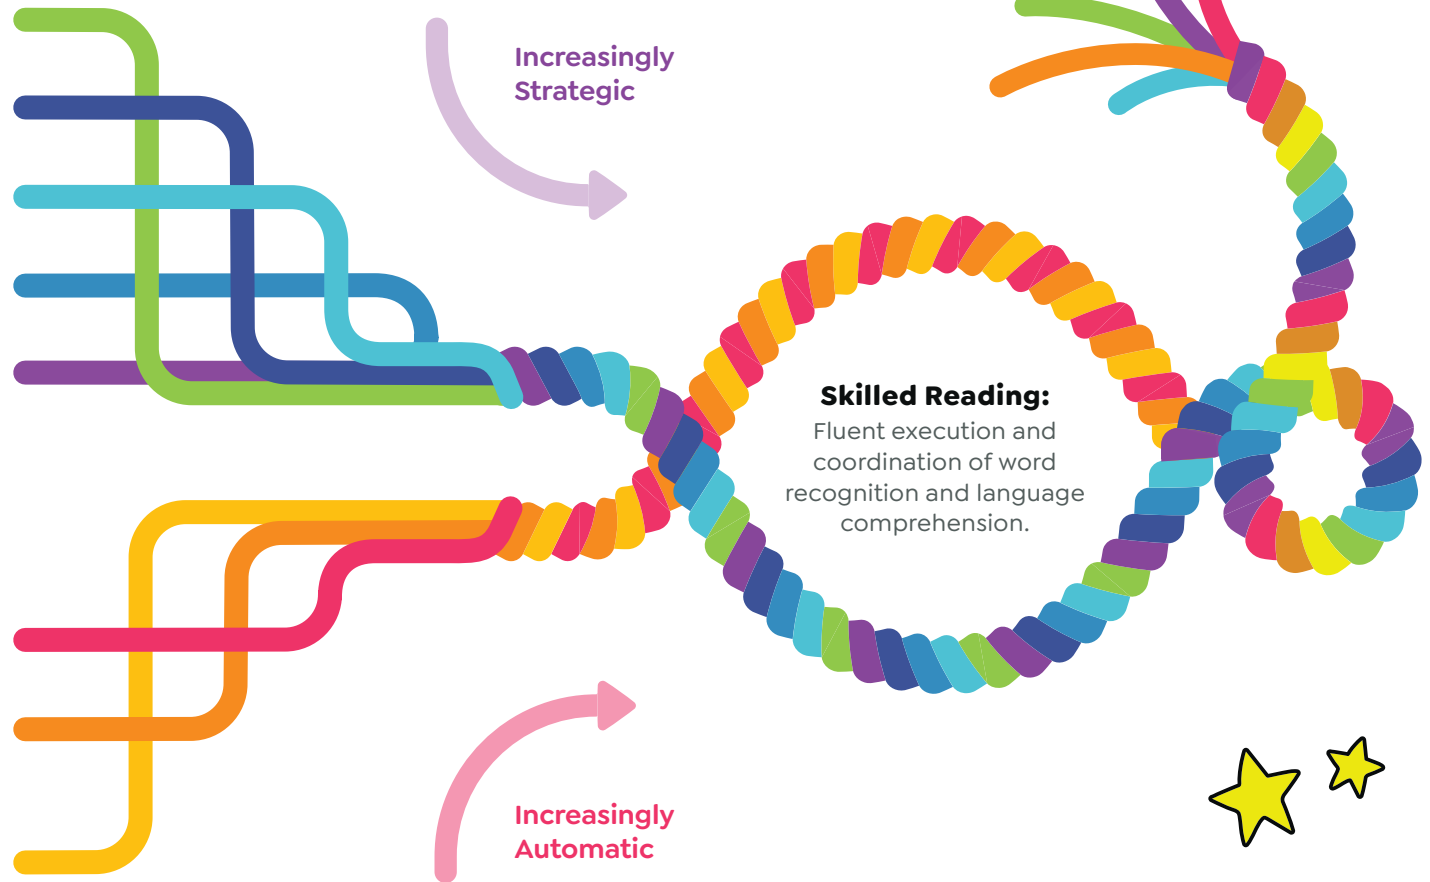 Increasingly
Strategic
Skilled Reading:
Fluent execution and
coordination of word
recognition and language
comprehension.
Increasingly
Automatic